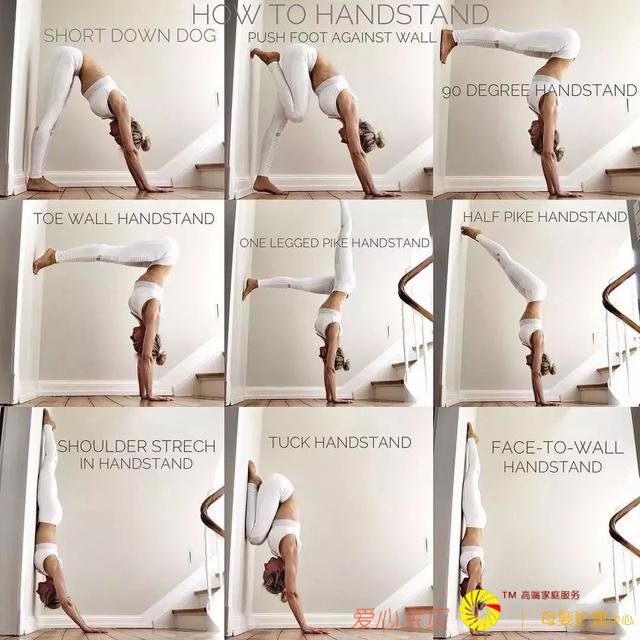 HOW TO HANDSTAND
SHORT DOWN DOG
PUSH FOOT AGAINST WALL
90 DEGREE HANDSTAND
TOE WALL HANDSTAND
ONE LEGGED PIKE HANDSTAND
HALF PIKE HANDSTAND
SHOULDER STRECH
IN HANDSTAND
TUCK HANDSTAND
FACE-TO-WALL
HANDSTAND
TM 高端家庭服务
爱心宝贝
母婴护理中心